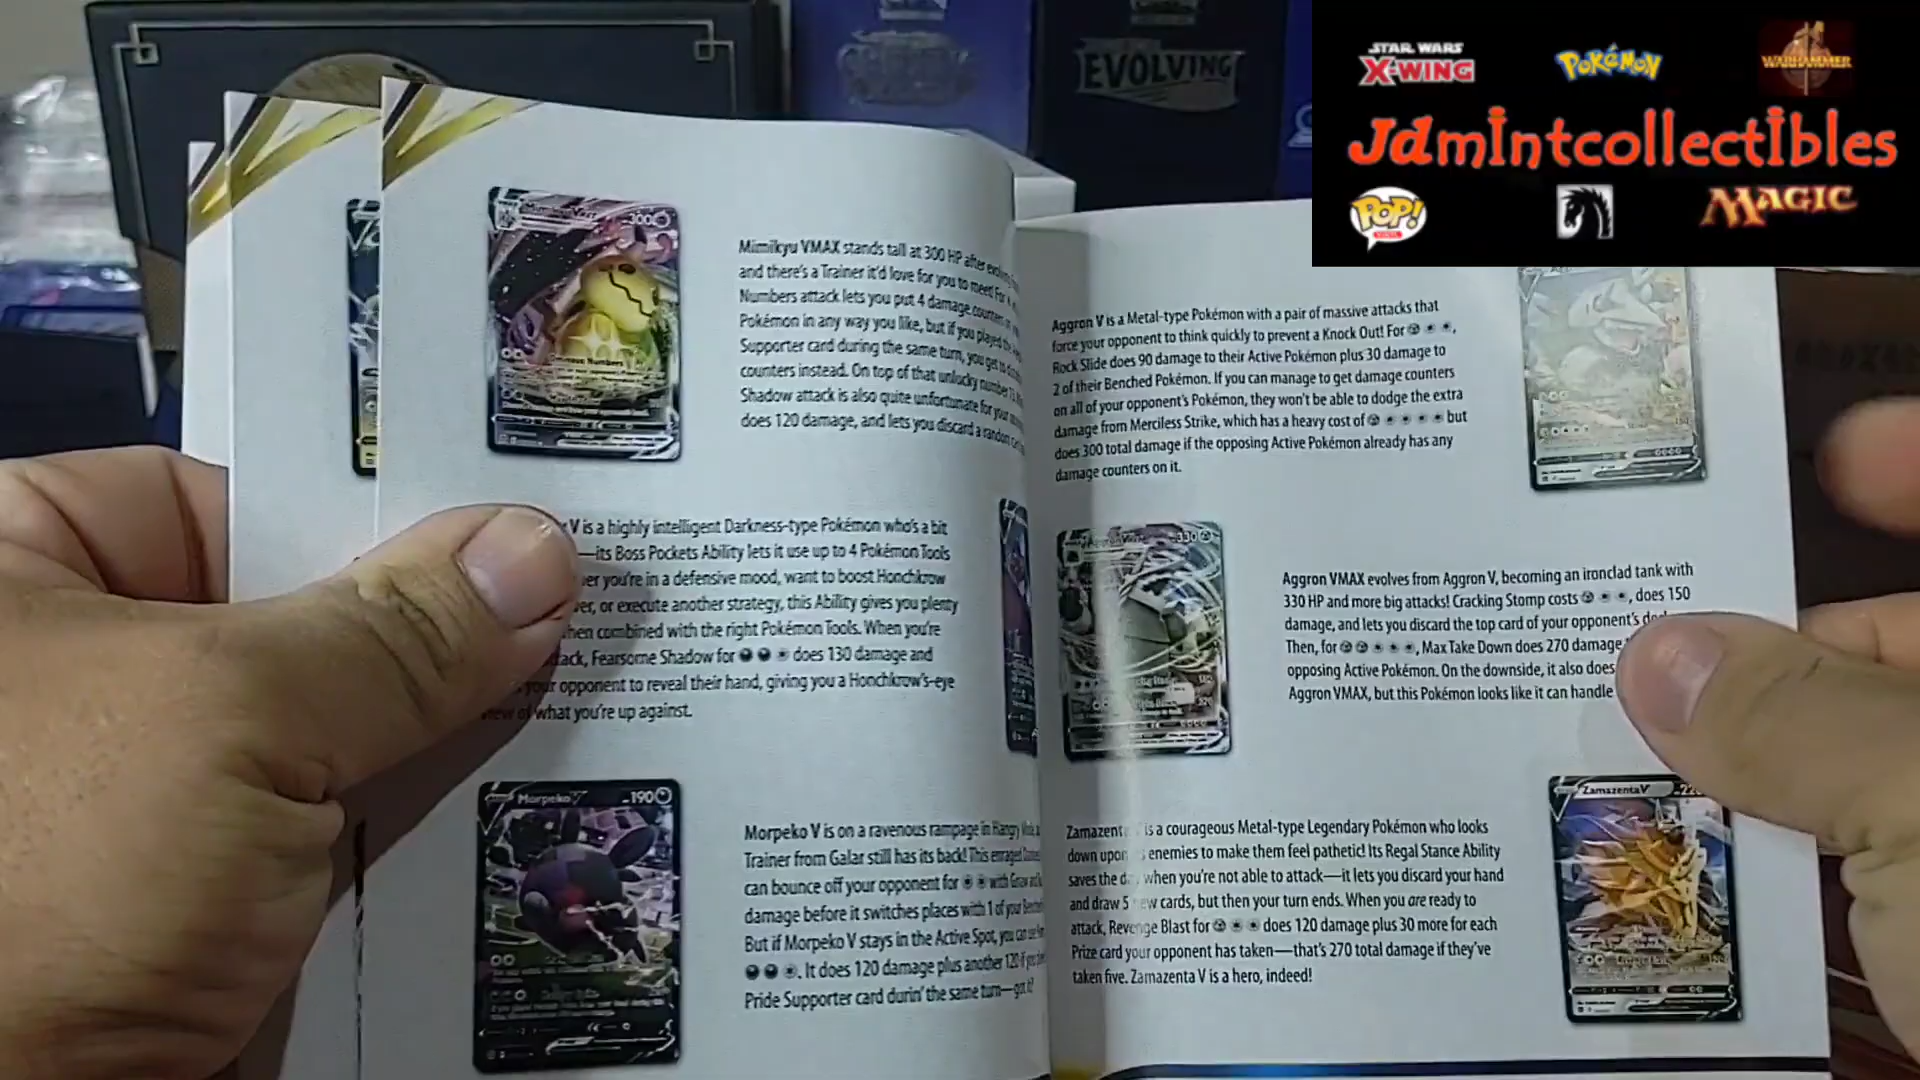 EVOLVING
STAR WARS
X-WING
POKéMON
WARHAMMER
Jdmintcollectibles
POP!
MAGIC
300
Mimikyu VMAX stands tall at 300 HP after
and there's a Trainer it'd love for you to meet! For
Numbers attack lets you put 4 damage counters
Pokémon in any way you like, but if you played the
Supporter card during the same turn, you get to
counters instead. On top of that unlucky number 13,
Shadow attack is also quite unfortunate for your
does 120 damage, and lets you discard a random
Ominous Numbers
V is a highly intelligent Darkness-type Pokémon who's a bit
—its Boss Pockets Ability lets it use up to 4 Pokémon Tools
you're in a defensive mood, want to boost Honchkrow
or execute another strategy, this Ability gives you plenty
when combined with the right Pokémon Tools. When you're
Fearsome Shadow for does 130 damage and
your opponent to reveal their hand, giving you a Honchkrow's-eye
view of what you're up against.
Morpeko V 190
Morpeko V is on a ravenous rampage in Hangry
Trainer from Galar still has its back! This enraged
can bounce off your opponent for with
damage before it switches places with 1 of your
But if Morpeko V stays in the Active Spot, you can
It does 120 damage plus another 120 if
Pride Supporter card durin' the same turn—got it?
Aggron V is a Metal-type Pokémon with a pair of massive attacks that
force your opponent to think quickly to prevent a Knock Out! For
Rock Slide does 90 damage to their Active Pokémon plus 30 damage to
2 of their Benched Pokémon. If you can manage to get damage counters
on all of your opponent's Pokémon, they won't be able to dodge the extra
damage from Merciless Strike, which has a heavy cost of but
does 300 total damage if the opposing Active Pokémon already has any
damage counters on it.
330
Aggron VMAX evolves from Aggron V, becoming an ironclad tank with
330 HP and more big attacks! Cracking Stomp costs , does 150
damage, and lets you discard the top card of your opponent's
Then, for , Max Take Down does 270 damage
opposing Active Pokémon. On the downside, it also does
Aggron VMAX, but this Pokémon looks like it can handle
Zamazenta V
is a courageous Metal-type Legendary Pokémon who looks
down upon enemies to make them feel pathetic! Its Regal Stance Ability
saves the when you're not able to attack—it lets you discard your hand
and draw 5 cards, but then your turn ends. When you are ready to
attack, Revenge Blast for does 120 damage plus 30 more for each
Prize card your opponent has taken—that's 270 total damage if they've
taken five. Zamazenta V is a hero, indeed!